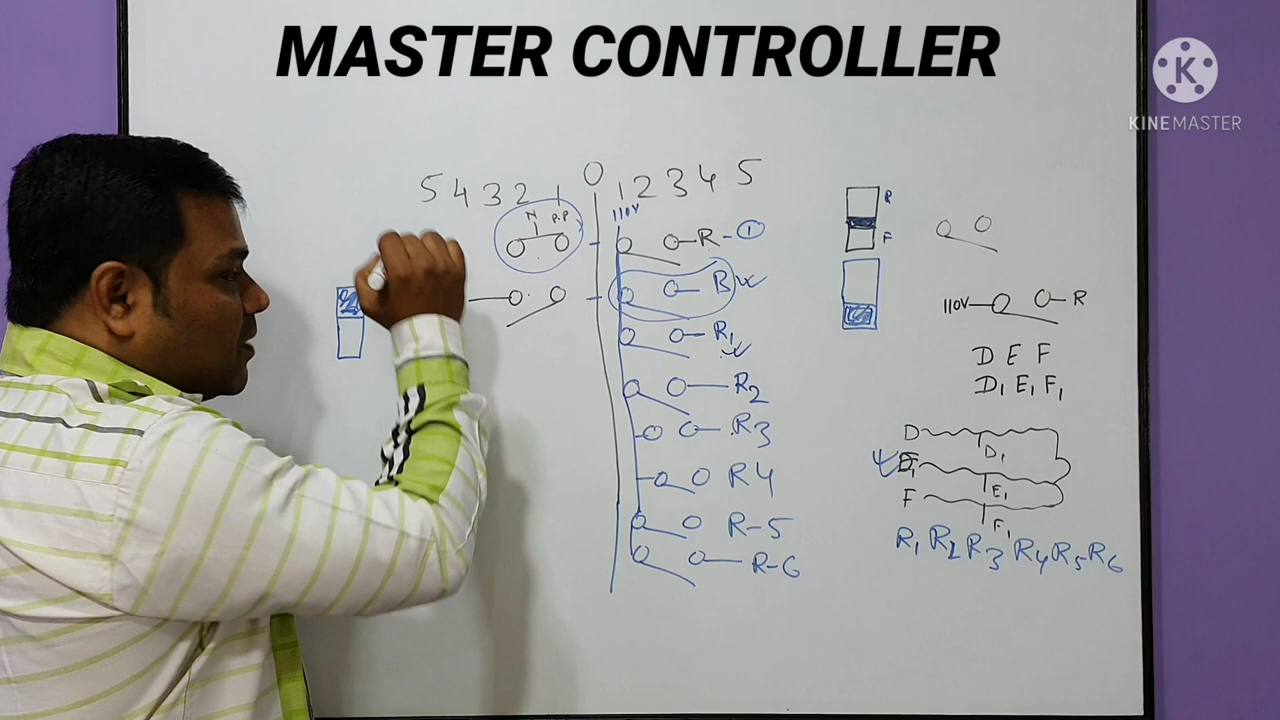 MASTER CONTROLLER
K
KINEMASTER
5 4 3 2 1 0 1 2 3 4 5
N
110V
R
R - 1
F
B
110V R
R1
D E F
R2
D1 E1 F1
R3
D
D1
R4
E1
F
F1
R-5
R1 R2 R3 R4 R5 R6
R-6